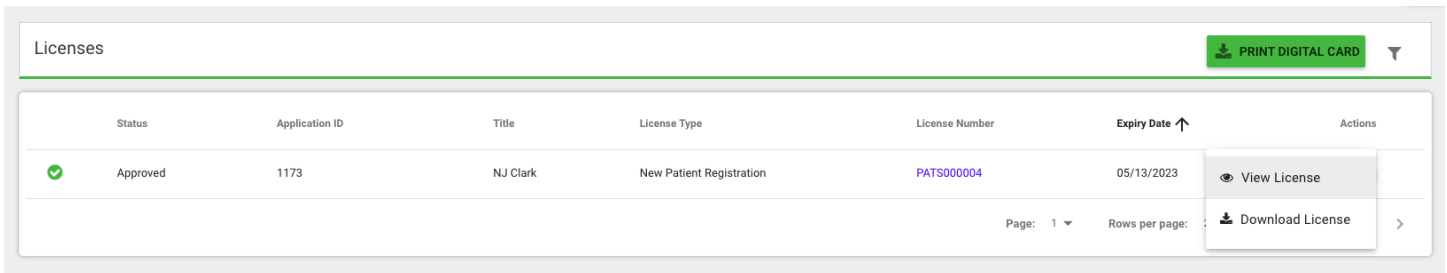 Licenses
PRINT DIGITAL CARD
Status Application ID Title License Type License Number Expiry Date Actions
Approved 1173 NJ Clark New Patient Registration PATS000004 05/13/2023
View License
Download License
Page: 1 Rows per page: